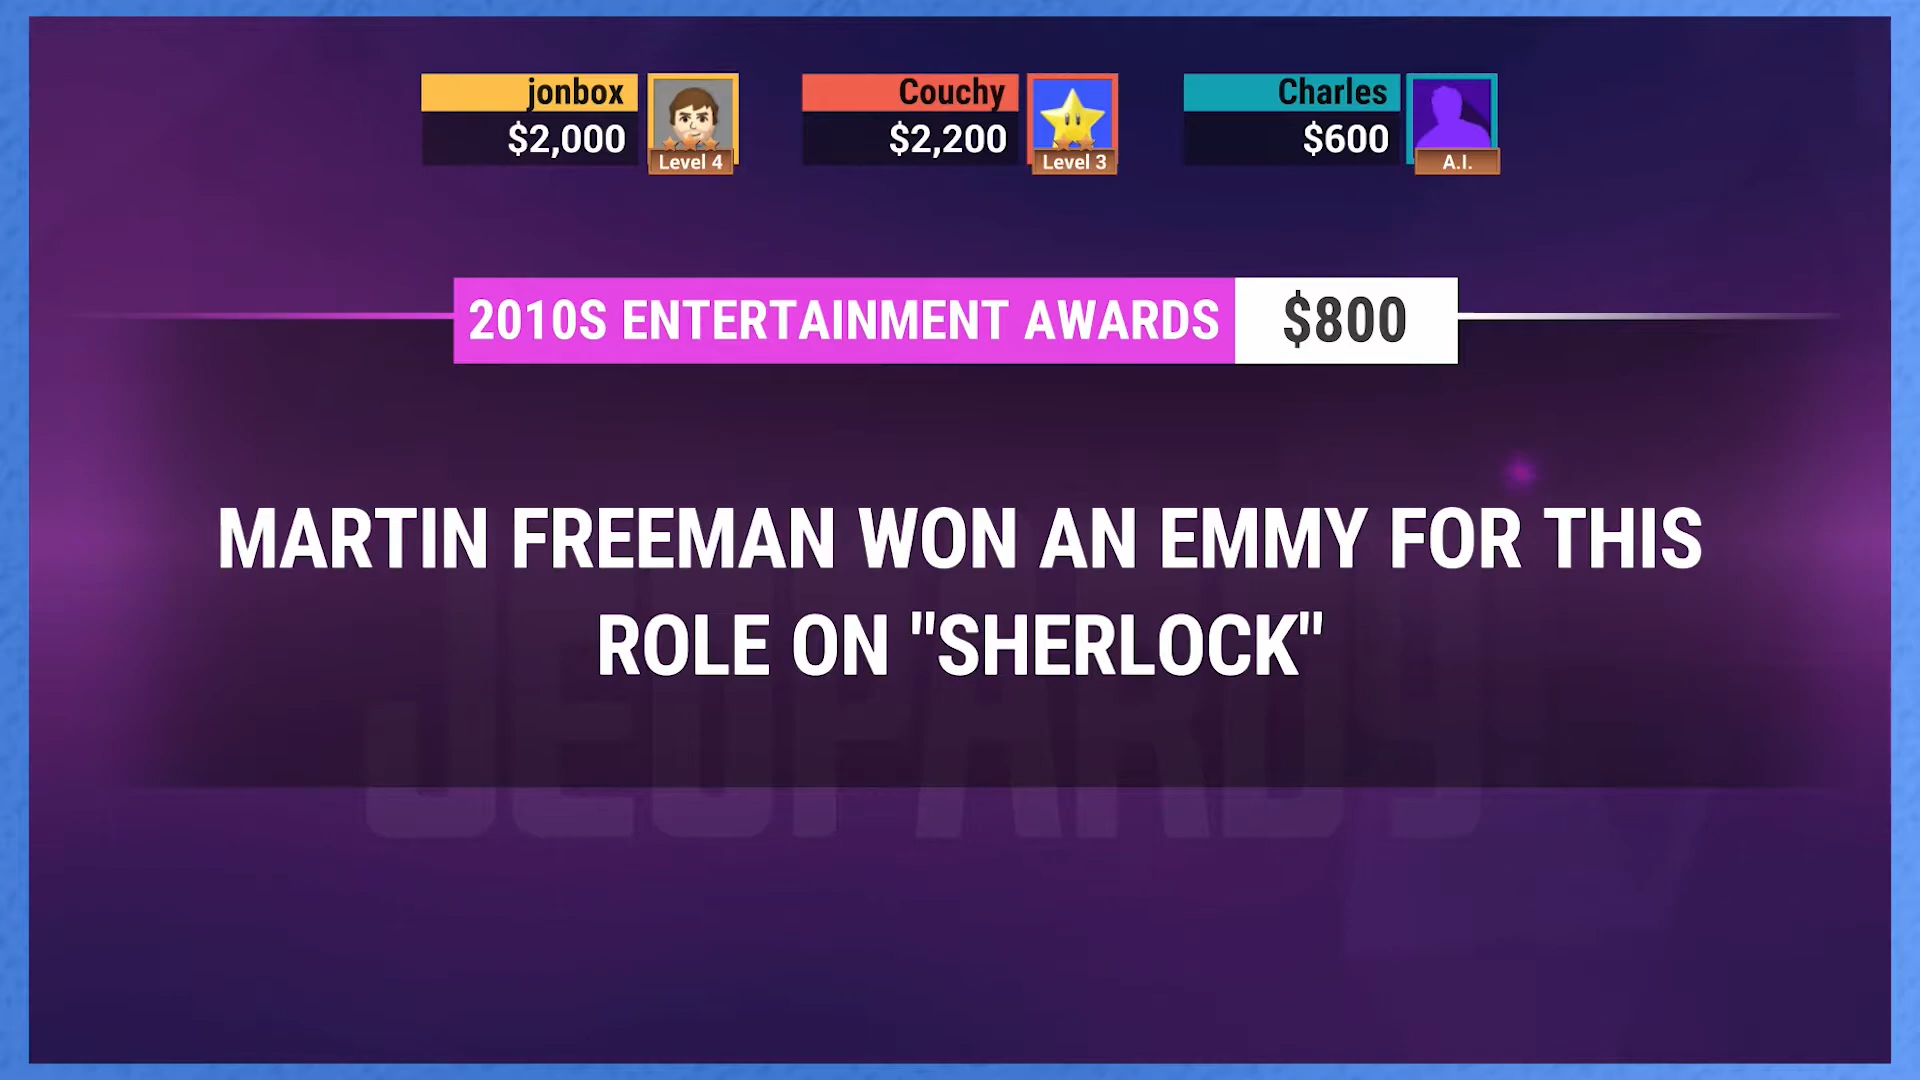 jonbox
$2,000
Level 4
Couchy
$2,200
Level 3
Charles
$600
A.I.
2010S ENTERTAINMENT AWARDS $800
MARTIN FREEMAN WON AN EMMY FOR THIS
ROLE ON "SHERLOCK"
JEOPARDY!